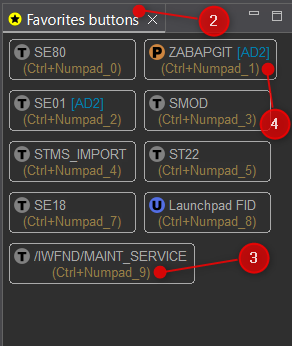 Favorites buttons
2
T SE80
(Ctrl+Numpad_0)
P ZABAPGIT [AD2]
(Ctrl+Numpad_1)
T SE01 [AD2]
(Ctrl+Numpad_2)
T SMOD
(Ctrl+Numpad_3)
4
T STMS_IMPORT
(Ctrl+Numpad_4)
T ST22
(Ctrl+Numpad_5)
T SE18
(Ctrl+Numpad_7)
U Launchpad FID
(Ctrl+Numpad_8)
T /IWFND/MAINT_SERVICE
(Ctrl+Numpad_9)
3